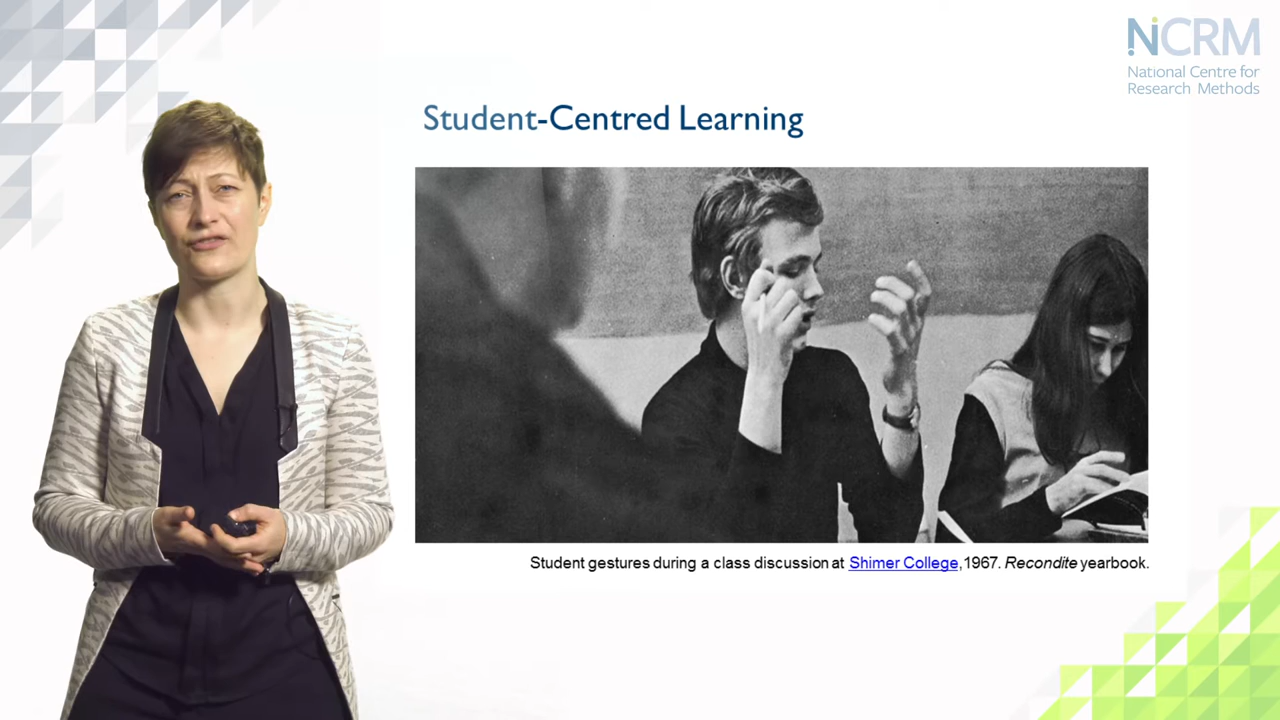 NCRM
National Centre for
Research Methods
Student-Centred Learning
Student gestures during a class discussion at Shimer College,1967. Recondite yearbook.